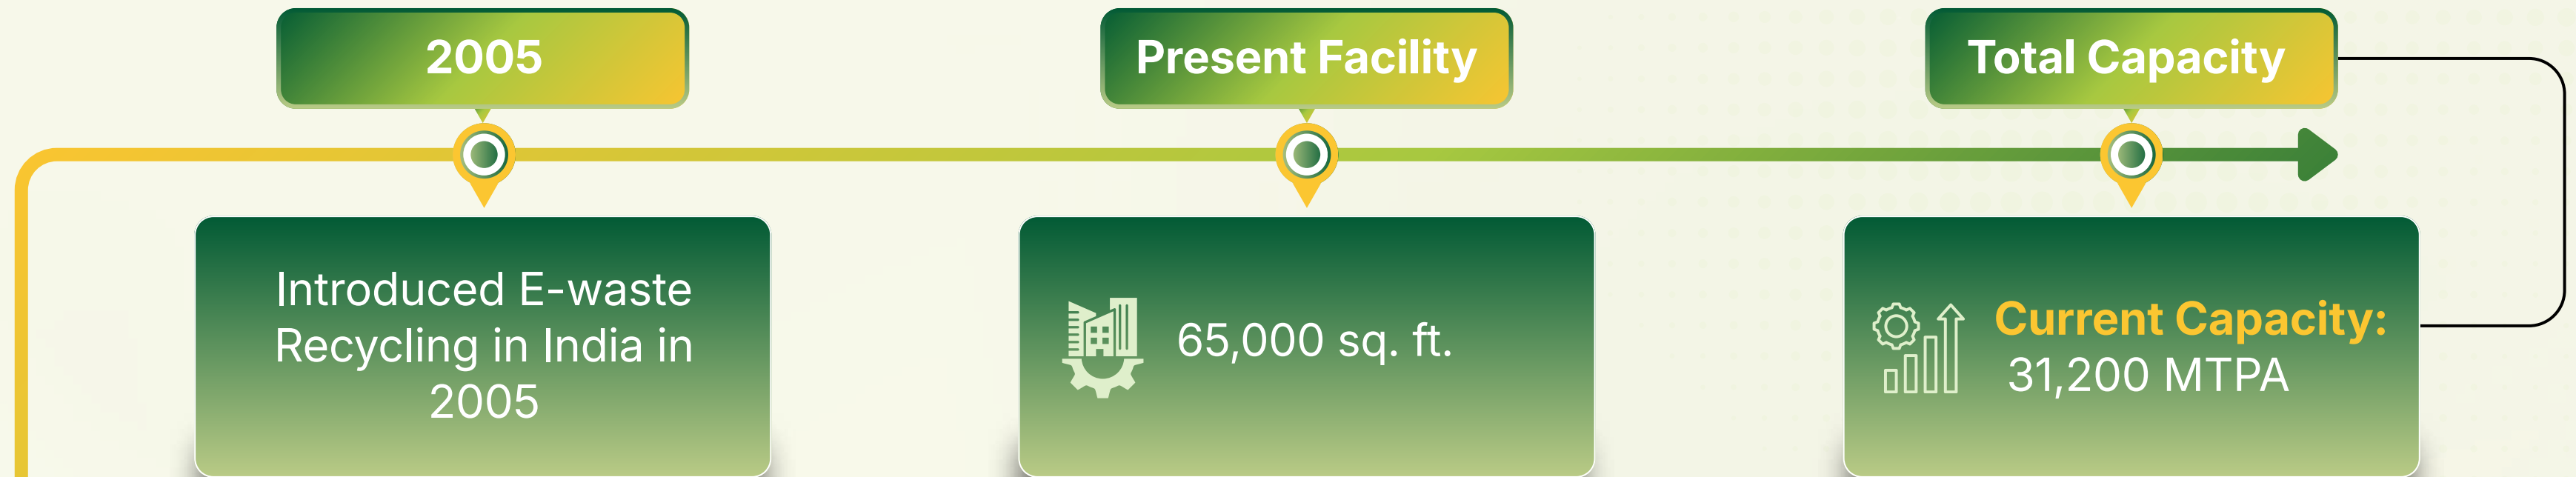 2005
Present Facility
Total Capacity
Introduced E-waste
Recycling in India in
2005
65,000 sq. ft.
Current Capacity:
31,200 MTPA